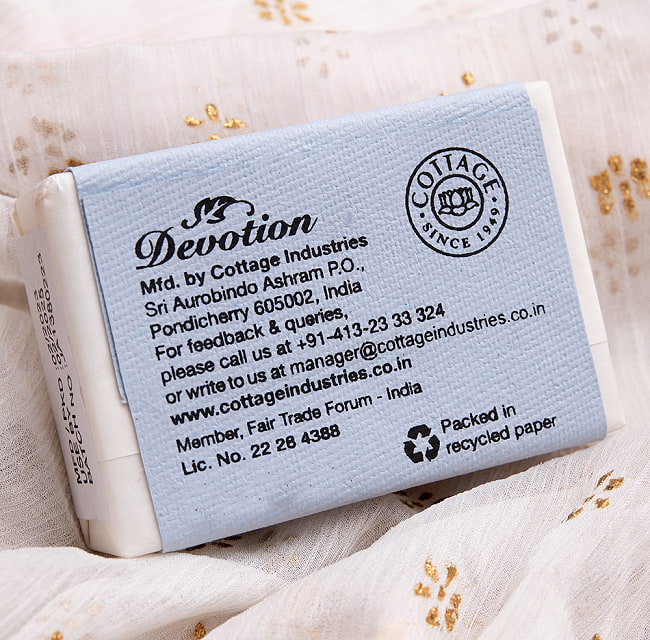 Devotion
Mfd. by Cottage Industries
Sri Aurobindo Ashram P.O.,
Pondicherry 605002, India
For feedback & queries,
please call us at +91-413-23 33 324
or write to us at manager@cottageindustries.co.in
www.cottageindustries.co.in
Member, Fair Trade Forum - India
Lic. No. 22 28 4388
COTTAGE
SINCE 1949
Packed in
recycled paper